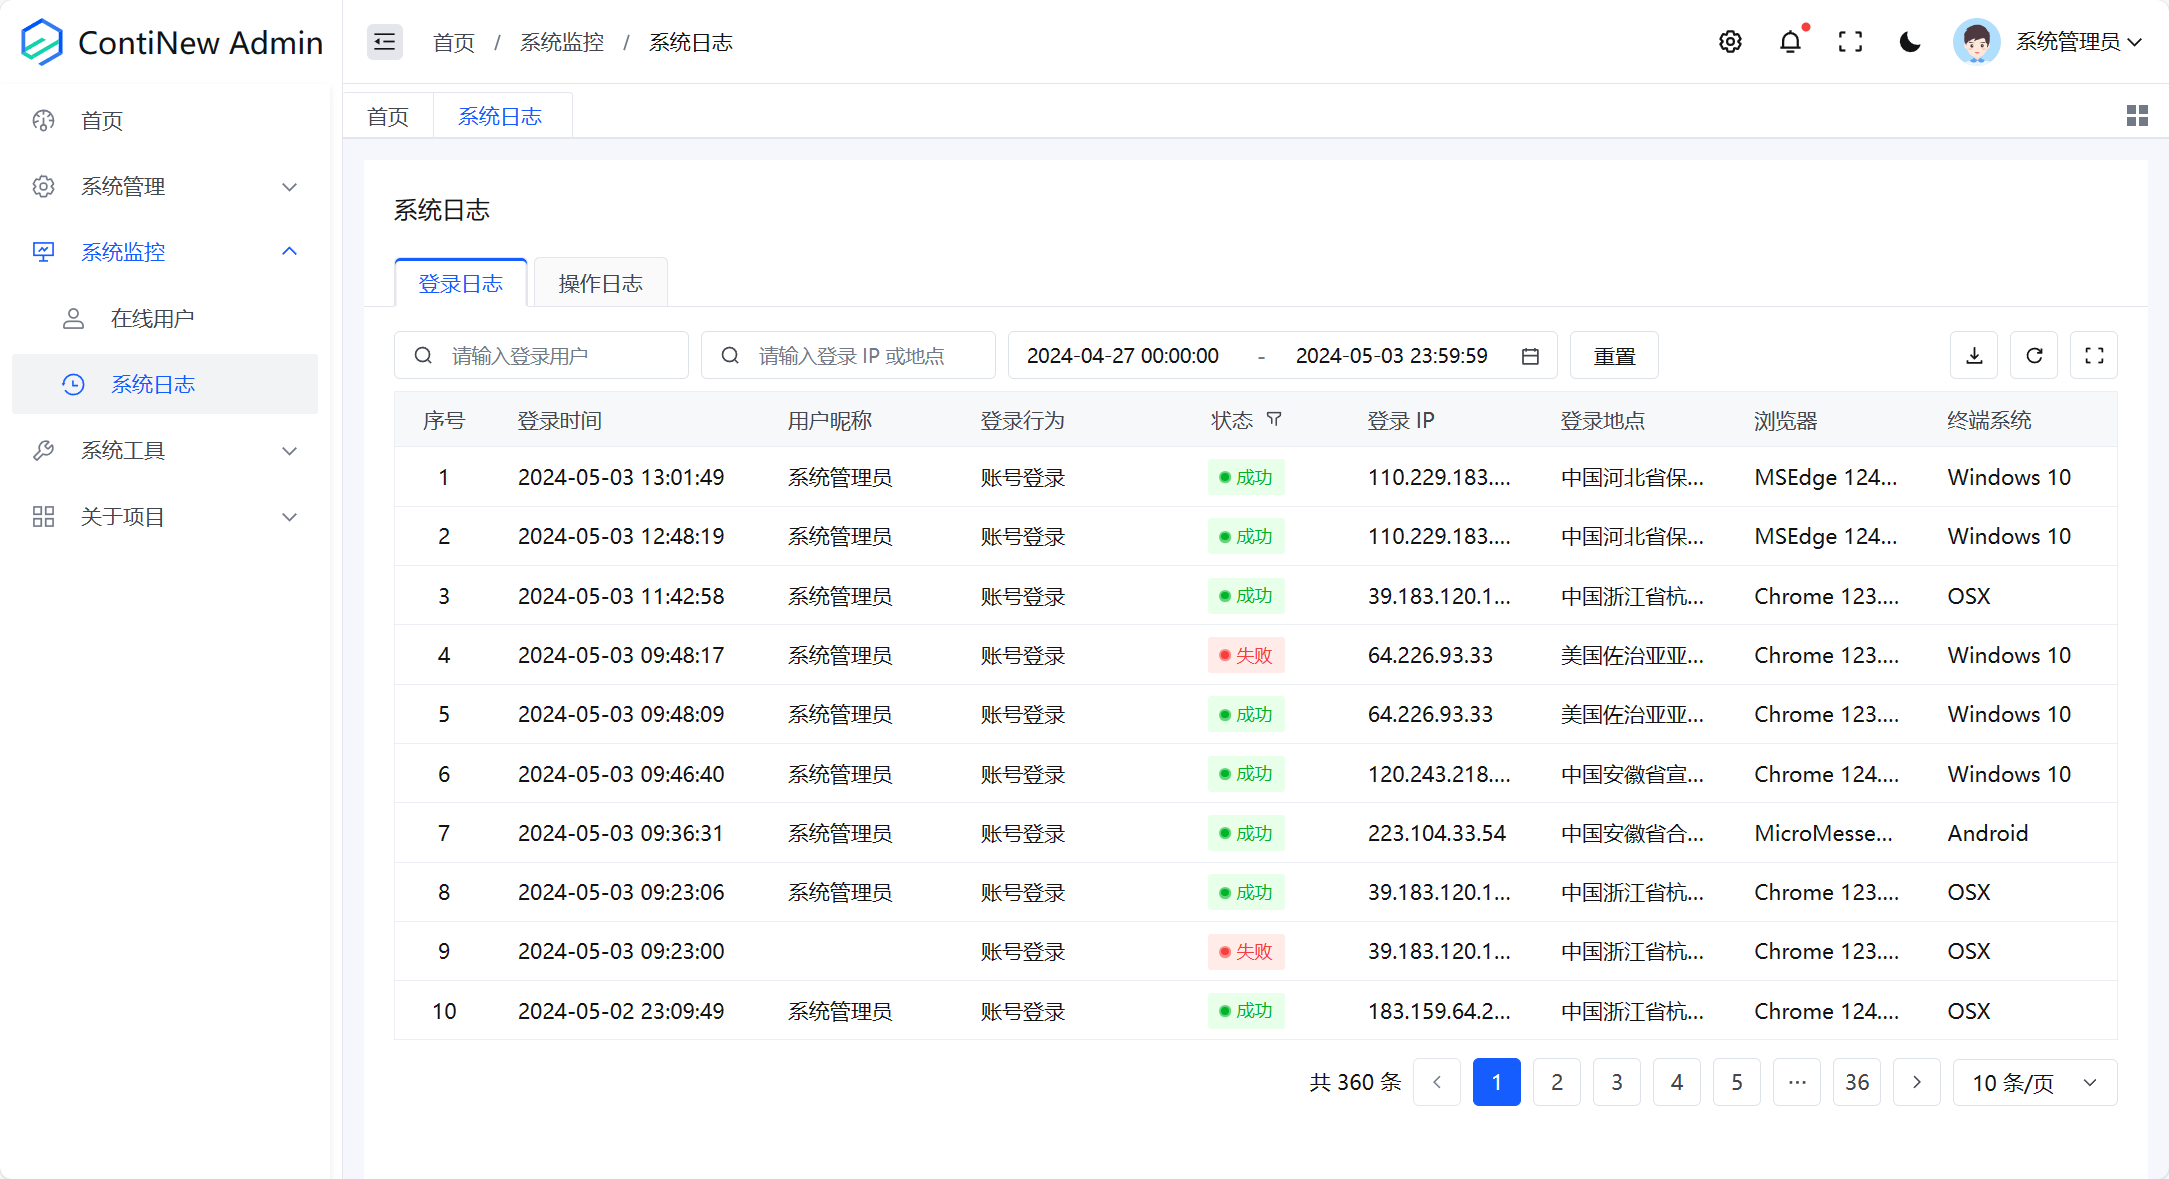 ContiNew Admin
首页 / 系统监控 / 系统日志
系统管理员
首页
系统管理
系统监控
在线用户
系统日志
系统工具
关于项目
首页 系统日志
系统日志
登录日志 操作日志
请输入登录用户 请输入登录 IP 或地点 2024-04-27 00:00:00 - 2024-05-03 23:59:59 重置
序号 登录时间 用户昵称 登录行为 状态 登录 IP 登录地点 浏览器 终端系统
1 2024-05-03 13:01:49 系统管理员 账号登录 成功 110.229.183.... 中国河北省保... MSEdge 124... Windows 10
2 2024-05-03 12:48:19 系统管理员 账号登录 成功 110.229.183.... 中国河北省保... MSEdge 124... Windows 10
3 2024-05-03 11:42:58 系统管理员 账号登录 成功 39.183.120.1... 中国浙江省杭... Chrome 123.... OSX
4 2024-05-03 09:48:17 系统管理员 账号登录 失败 64.226.93.33 美国佐治亚亚... Chrome 123.... Windows 10
5 2024-05-03 09:48:09 系统管理员 账号登录 成功 64.226.93.33 美国佐治亚亚... Chrome 123.... Windows 10
6 2024-05-03 09:46:40 系统管理员 账号登录 成功 120.243.218.... 中国安徽省宣... Chrome 124.... Windows 10
7 2024-05-03 09:36:31 系统管理员 账号登录 成功 223.104.33.54 中国安徽省合... MicroMesse... Android
8 2024-05-03 09:23:06 系统管理员 账号登录 成功 39.183.120.1... 中国浙江省杭... Chrome 123.... OSX
9 2024-05-03 09:23:00 账号登录 失败 39.183.120.1... 中国浙江省杭... Chrome 123.... OSX
10 2024-05-02 23:09:49 系统管理员 账号登录 成功 183.159.64.2... 中国浙江省杭... Chrome 124.... OSX
共 360 条 1 2 3 4 5 ··· 36 10 条/页